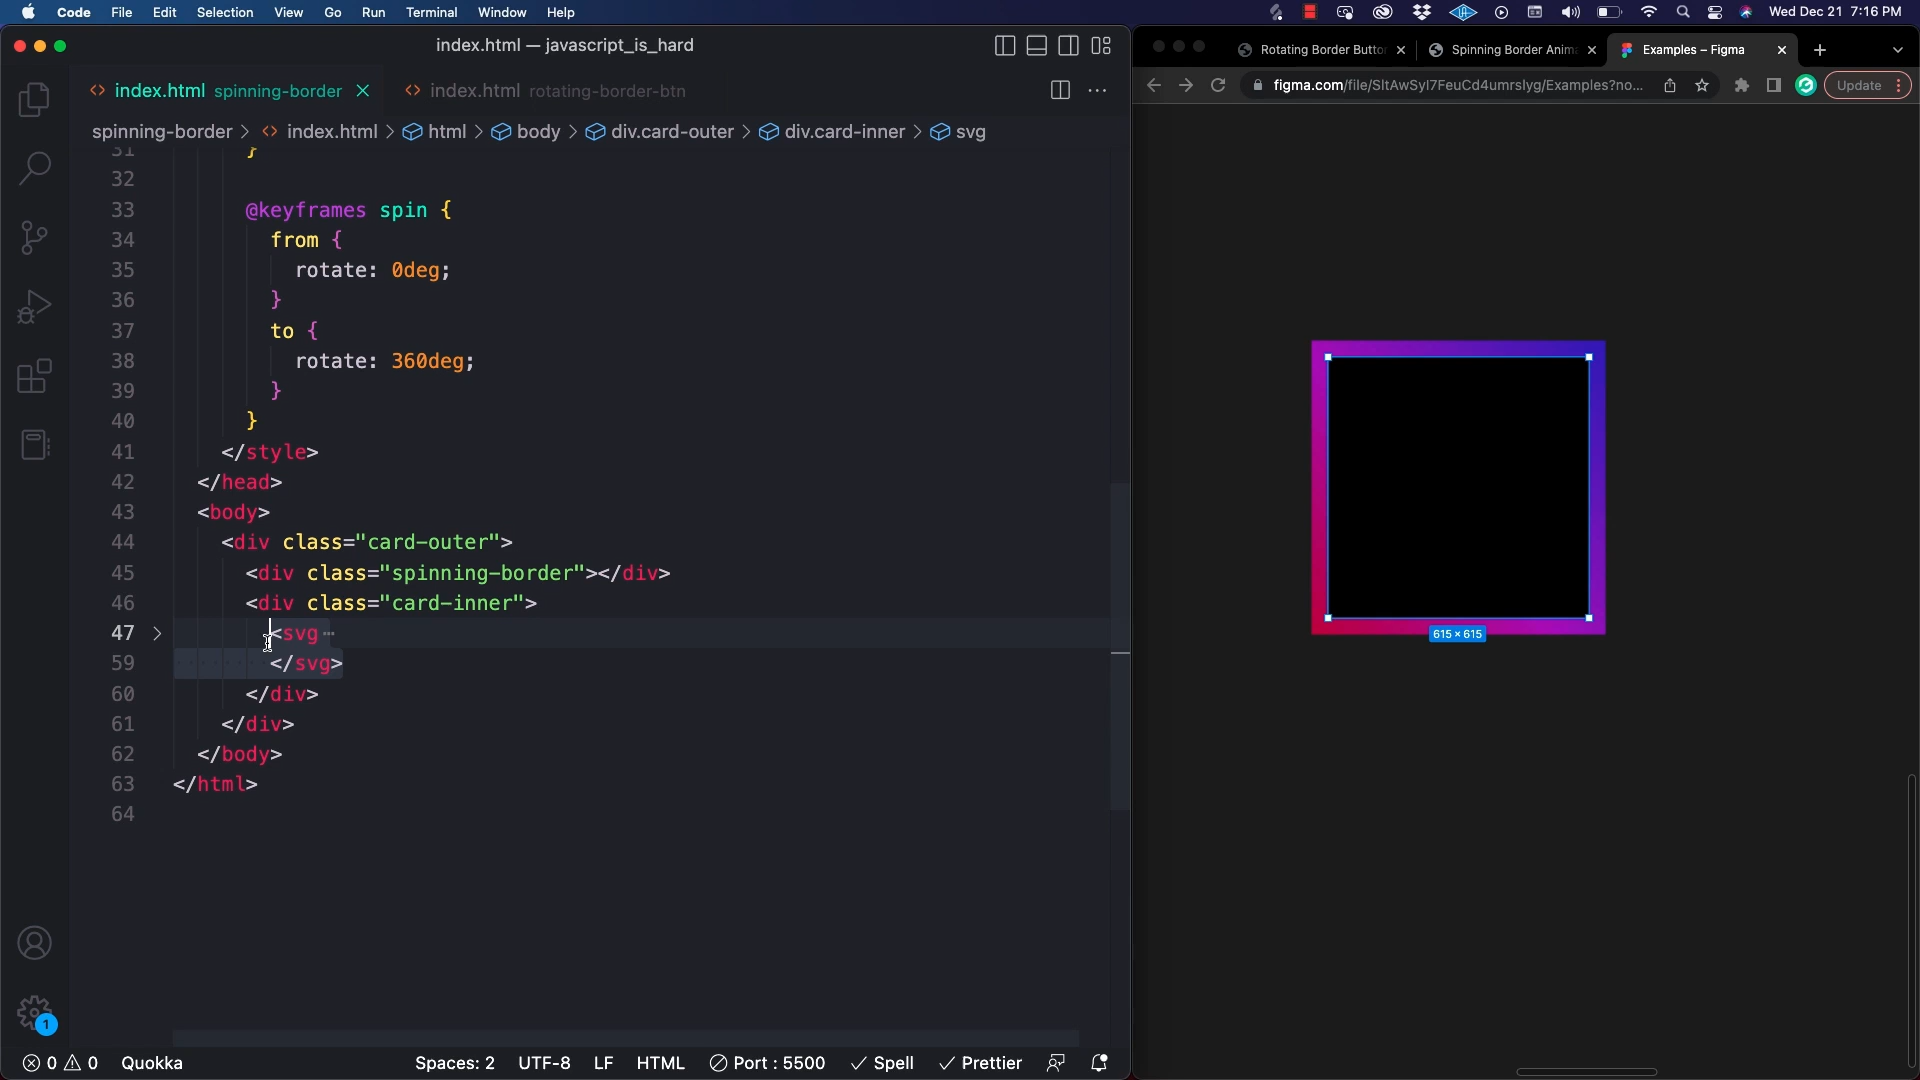 Code File Edit Selection View Go Run Terminal Window Help Wed Dec 21 7:16 PM
index.html — javascript_is_hard
index.html spinning-border index.html rotating-border-btn
spinning-border > index.html > html > body > div.card-outer > div.card-inner > svg
31 }
32
33 @keyframes spin {
34 from {
35 rotate: 0deg;
36 }
37 to {
38 rotate: 360deg;
39 }
40 }
41 </style>
42 </head>
43 <body>
44 <div class="card-outer">
45 <div class="spinning-border"></div>
46 <div class="card-inner">
47 <svg ⋯
59 </svg>
60 </div>
61 </div>
62 </body>
63 </html>
64
1
0 0 Quokka Spaces: 2 UTF-8 LF HTML Port : 5500 Spell Prettier
Rotating Border Butto Spinning Border Anim Examples – Figma
figma.com/file/SltAwSyl7FeuCd4umrslyg/Examples?no... Update
615 × 615